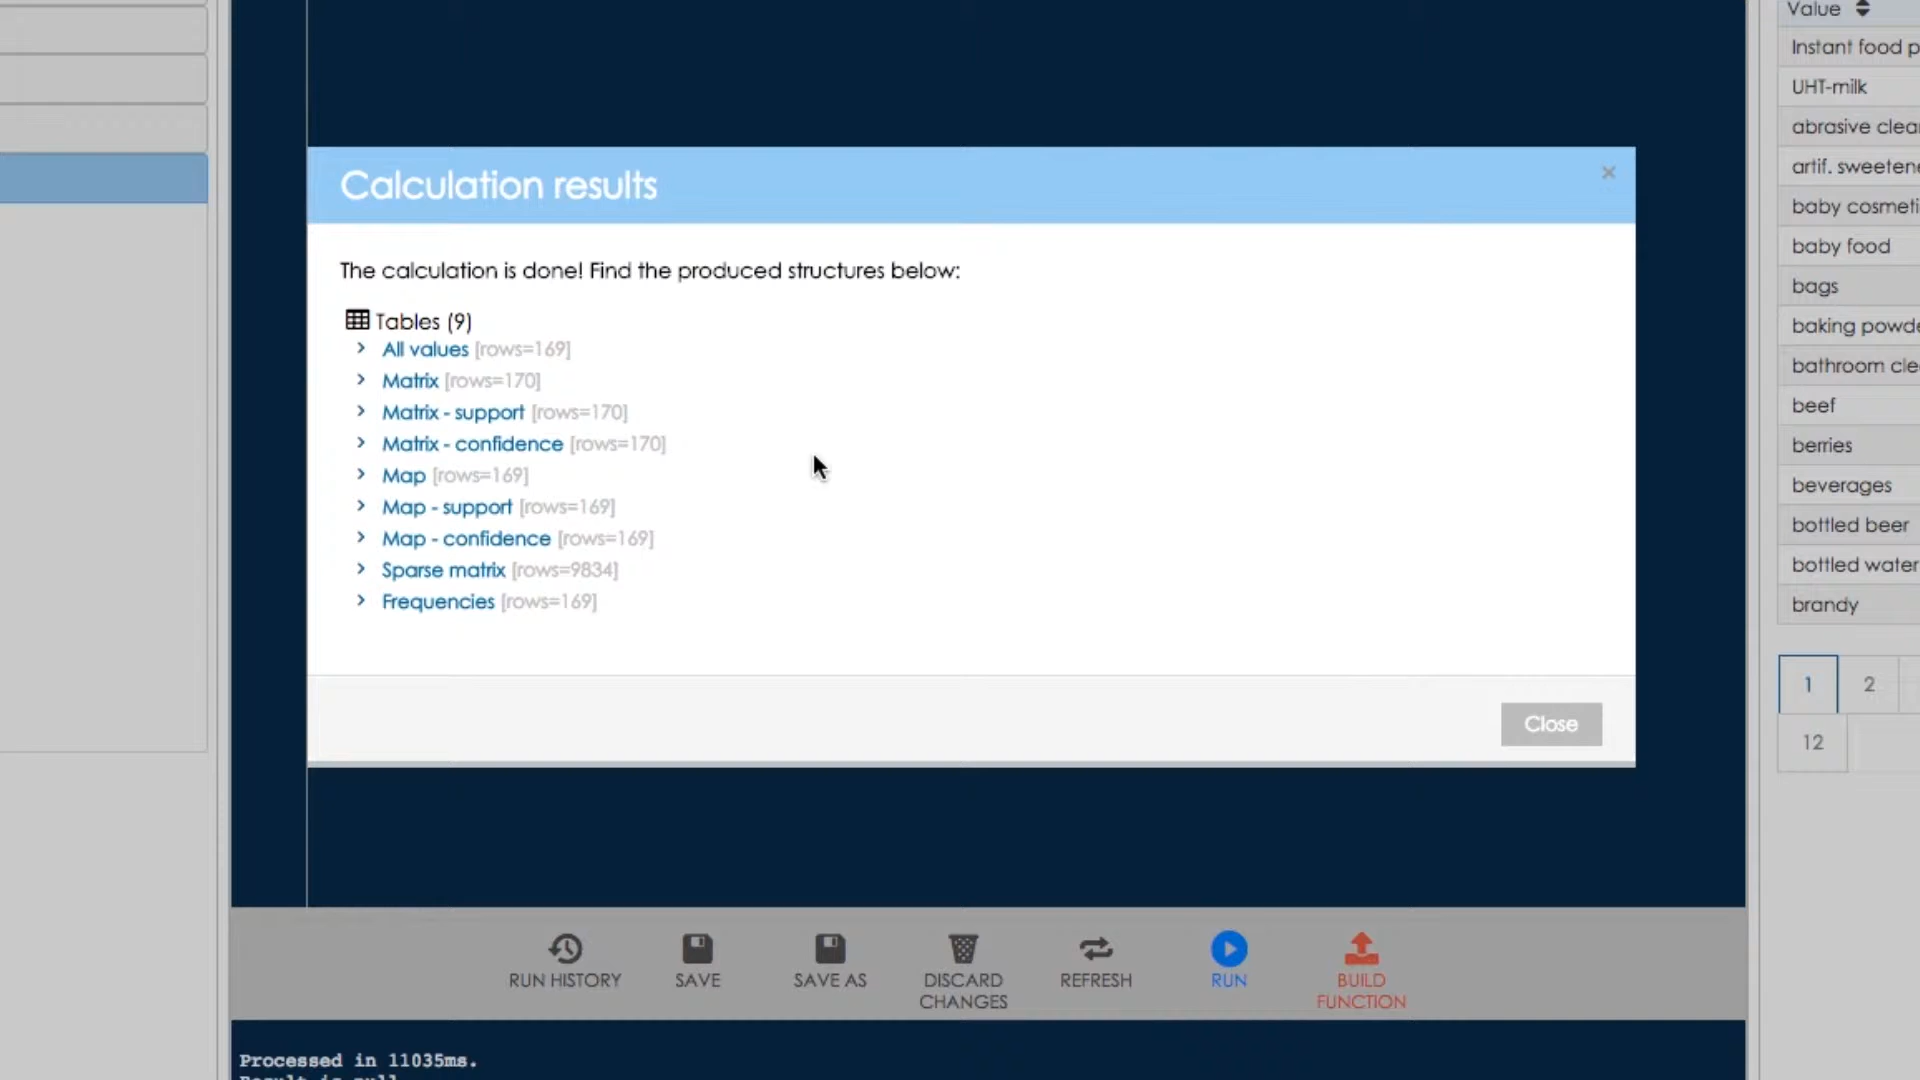 Calculation results
×
The calculation is done! Find the produced structures below:
Tables (9)
All values [rows=169]
Matrix [rows=170]
Matrix - support [rows=170]
Matrix - confidence [rows=170]
Map [rows=169]
Map - support [rows=169]
Map - confidence [rows=169]
Sparse matrix [rows=9834]
Frequencies [rows=169]
Close
RUN HISTORY
SAVE
SAVE AS
DISCARD
CHANGES
REFRESH
RUN
BUILD
FUNCTION
Processed in 11035ms.
Value
Instant food p
UHT-milk
abrasive clea
artif. sweetene
baby cosmeti
baby food
bags
baking powde
bathroom cle
beef
berries
beverages
bottled beer
bottled water
brandy
1 2
12